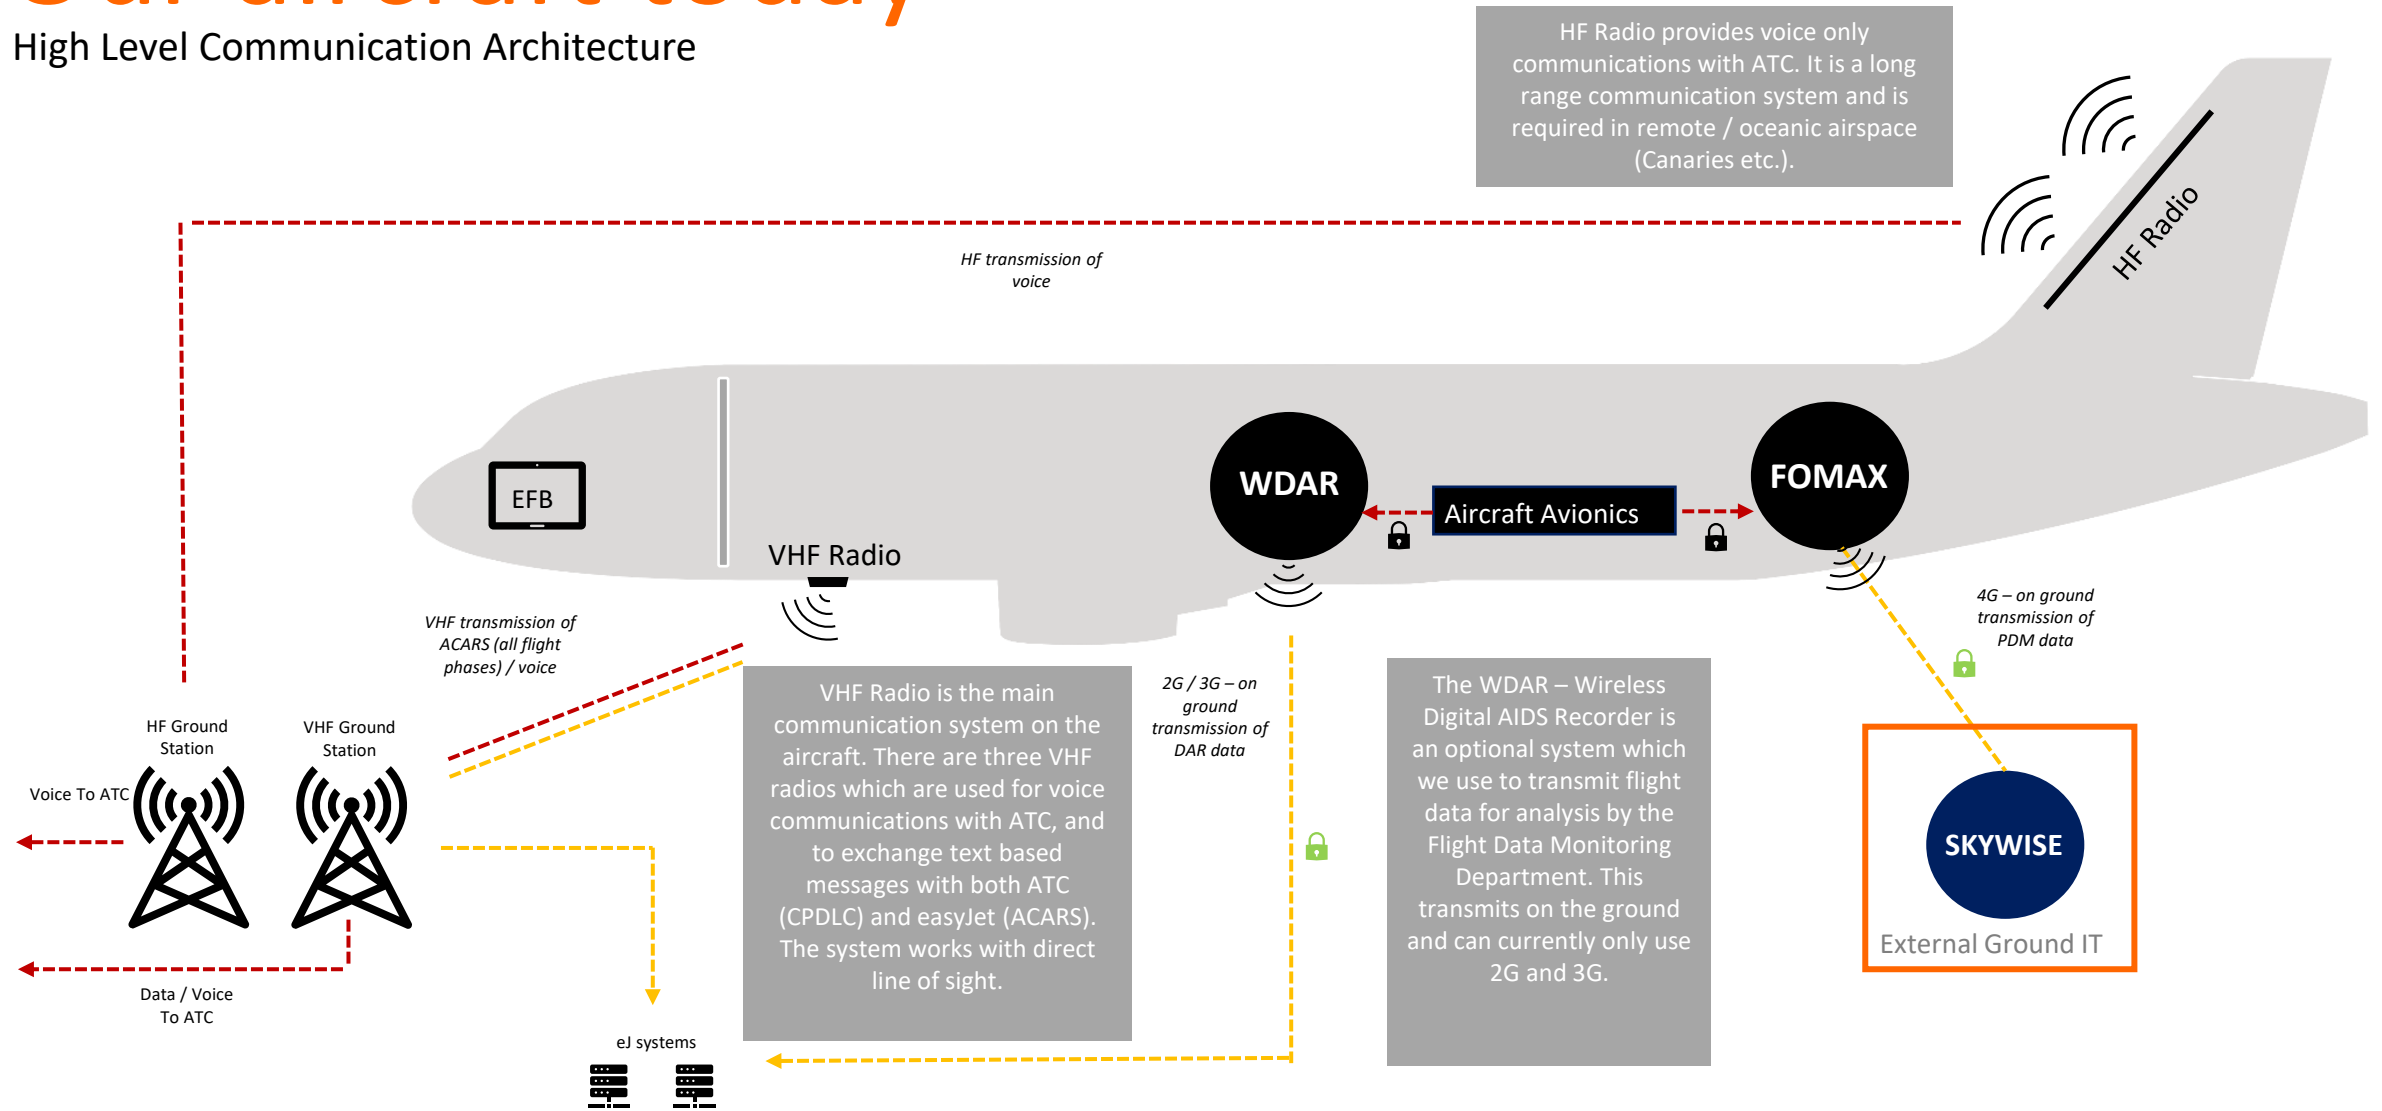 Our aircraft today
High Level Communication Architecture
HF Radio provides voice only
communications with ATC. It is a long
range communication system and is
required in remote / oceanic airspace
(Canaries etc.).
HF Radio
HF transmission of
voice
EFB
VHF Radio
WDAR
Aircraft Avionics
FOMAX
VHF transmission of
ACARS (all flight
phases) / voice
4G – on ground
transmission of
PDM data
2G / 3G – on
ground
transmission of
DAR data
VHF Radio is the main
communication system on the
aircraft. There are three VHF
radios which are used for voice
communications with ATC, and
to exchange text based
messages with both ATC
(CPDLC) and easyJet (ACARS).
The system works with direct
line of sight.
The WDAR – Wireless
Digital AIDS Recorder is
an optional system which
we use to transmit flight
data for analysis by the
Flight Data Monitoring
Department. This
transmits on the ground
and can currently only use
2G and 3G.
HF Ground
Station
VHF Ground
Station
Voice To ATC
Data / Voice
To ATC
eJ systems
SKYWISE
External Ground IT